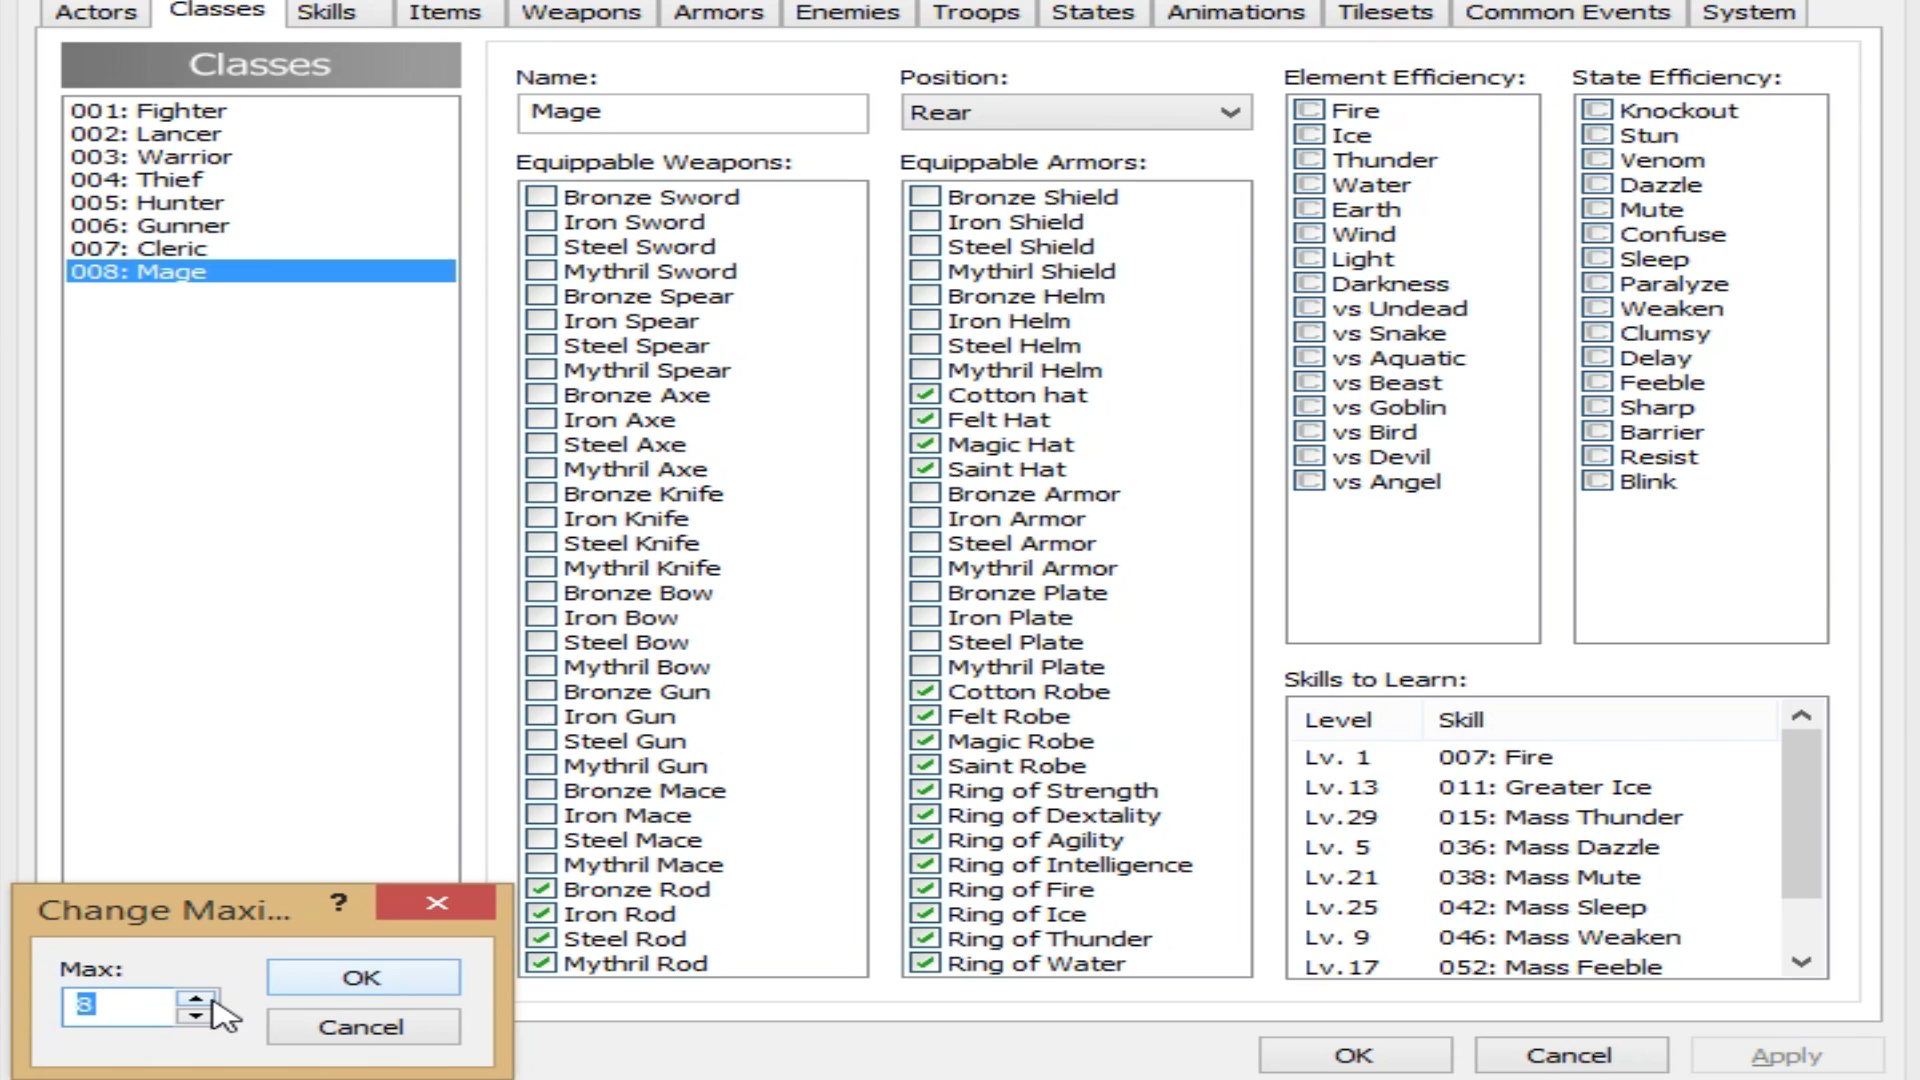 Actors Classes Skills Items Weapons Armors Enemies Troops States Animations Tilesets Common Events System
Classes
001: Fighter
002: Lancer
003: Warrior
004: Thief
005: Hunter
006: Gunner
007: Cleric
008: Mage
Name:
Mage
Position:
Rear
Equippable Weapons:
Bronze Sword
Iron Sword
Steel Sword
Mythril Sword
Bronze Spear
Iron Spear
Steel Spear
Mythril Spear
Bronze Axe
Iron Axe
Steel Axe
Mythril Axe
Bronze Knife
Iron Knife
Steel Knife
Mythril Knife
Bronze Bow
Iron Bow
Steel Bow
Mythril Bow
Bronze Gun
Iron Gun
Steel Gun
Mythril Gun
Bronze Mace
Iron Mace
Steel Mace
Mythril Mace
Bronze Rod
Iron Rod
Steel Rod
Mythril Rod
Equippable Armors:
Bronze Shield
Iron Shield
Steel Shield
Mythirl Shield
Bronze Helm
Iron Helm
Steel Helm
Mythril Helm
Cotton hat
Felt Hat
Magic Hat
Saint Hat
Bronze Armor
Iron Armor
Steel Armor
Mythril Armor
Bronze Plate
Iron Plate
Steel Plate
Mythril Plate
Cotton Robe
Felt Robe
Magic Robe
Saint Robe
Ring of Strength
Ring of Dextality
Ring of Agility
Ring of Intelligence
Ring of Fire
Ring of Ice
Ring of Thunder
Ring of Water
Element Efficiency:
C Fire
C Ice
C Thunder
C Water
C Earth
C Wind
C Light
C Darkness
C vs Undead
C vs Snake
C vs Aquatic
C vs Beast
C vs Goblin
C vs Bird
C vs Devil
C vs Angel
State Efficiency:
C Knockout
C Stun
C Venom
C Dazzle
C Mute
C Confuse
C Sleep
C Paralyze
C Weaken
C Clumsy
C Delay
C Feeble
C Sharp
C Barrier
C Resist
C Blink
Skills to Learn:
Level Skill
Lv. 1 007: Fire
Lv.13 011: Greater Ice
Lv.29 015: Mass Thunder
Lv. 5 036: Mass Dazzle
Lv.21 038: Mass Mute
Lv.25 042: Mass Sleep
Lv. 9 046: Mass Weaken
Lv.17 052: Mass Feeble
Change Maxi... ?
Max:
8
OK
Cancel
OK Cancel Apply